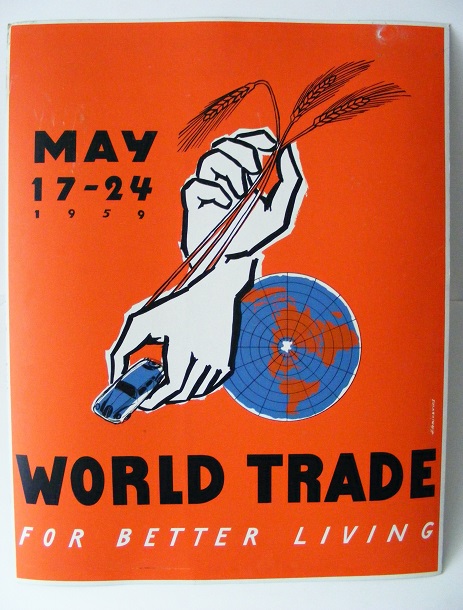 MAY
17-24
1959
WORLD TRADE
FOR BETTER LIVING